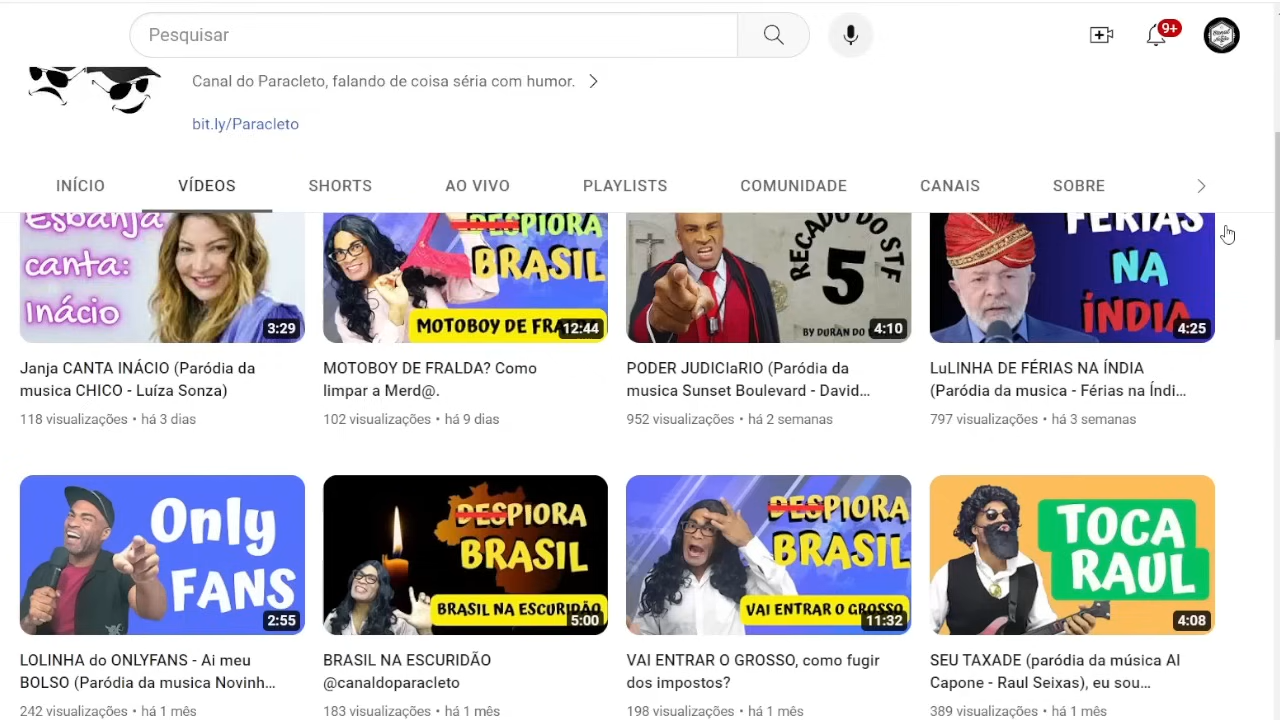 Pesquisar
9+
Canal do Paracleto, falando de coisa séria com humor.
bit.ly/Paracleto
INÍCIO VÍDEOS SHORTS AO VIVO PLAYLISTS COMUNIDADE CANAIS SOBRE
Esbanja
canta:
Inácio
3:29
DESPIORA
BRASIL
MOTOBOY DE
12:44
RECADO DO STF
5
BY DURAN DO
4:10
FÉRIAS
NA
ÍNDIA
4:25
Janja CANTA INÁCIO (Paródia da
musica CHICO - Luíza Sonza)
118 visualizações • há 3 dias
MOTOBOY DE FRALDA? Como
limpar a Merd@.
102 visualizações • há 9 dias
PODER JUDICIaRIO (Paródia da
musica Sunset Boulevard - David...
952 visualizações • há 2 semanas
LuLINHA DE FÉRIAS NA ÍNDIA
(Paródia da musica - Férias na Índi...
797 visualizações • há 3 semanas
Only
FANS
2:55
DESPIORA
BRASIL
BRASIL NA ESCURIDÃO
5:00
DESPIORA
BRASIL
VAI ENTRAR O GROSSO
11:32
TOCA
RAUL
4:08
LOLINHA do ONLYFANS - Ai meu
BOLSO (Paródia da musica Novinh...
242 visualizações • há 1 mês
BRASIL NA ESCURIDÃO
@canaldoparacleto
183 visualizações • há 1 mês
VAI ENTRAR O GROSSO, como fugir
dos impostos?
198 visualizações • há 1 mês
SEU TAXADE (paródia da música Al
Capone - Raul Seixas), eu sou...
389 visualizações • há 1 mês